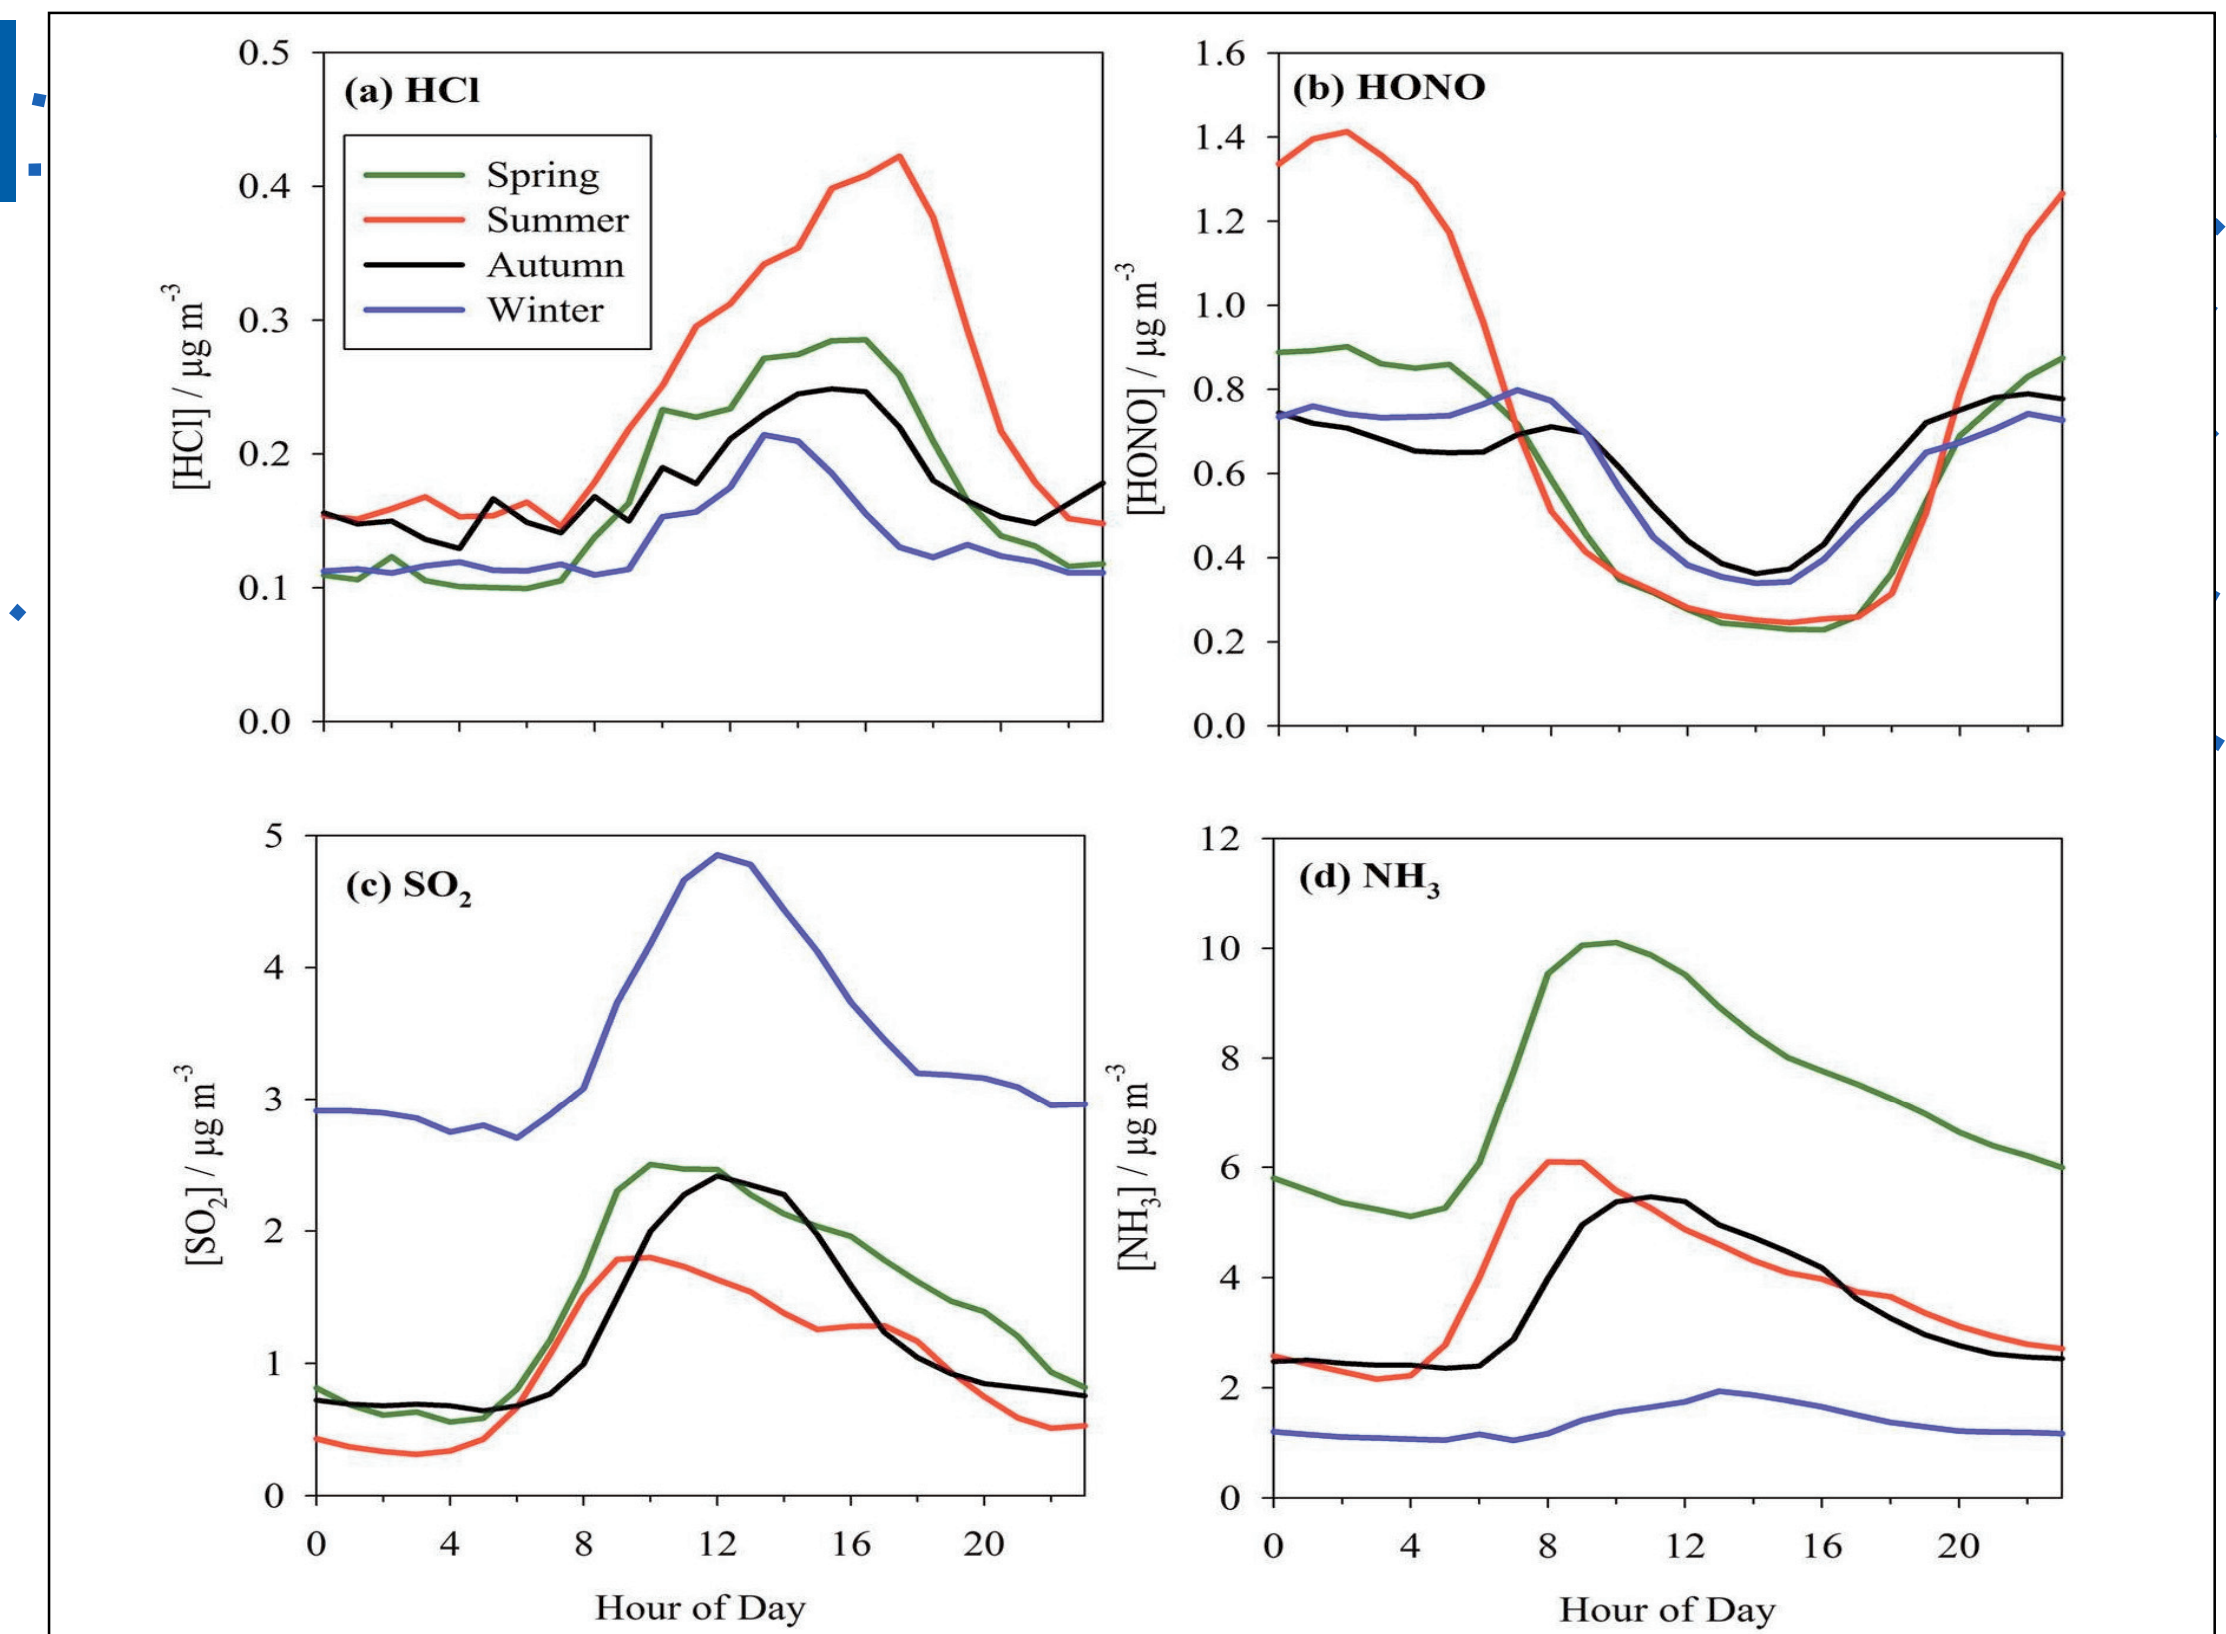 (a) HCl
Spring
Summer
Autumn
Winter
[HCl] / μg m-3
0.5
0.4
0.3
0.2
0.1
0.0
(b) HONO
[HONO] / μg m-3
1.6
1.4
1.2
1.0
0.8
0.6
0.4
0.2
0.0
(c) SO2
[SO2] / μg m-3
5
4
3
2
1
0
0 4 8 12 16 20
Hour of Day
(d) NH3
[NH3] / μg m-3
12
10
8
6
4
2
0
0 4 8 12 16 20
Hour of Day